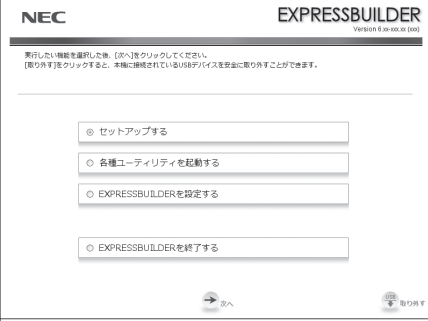 NEC
EXPRESSBUILDER
Version 6.xx-xxx.xx (xxx)
実行したい機能を選択した後、[次へ]をクリックしてください。
[取り外す]をクリックすると、本機に接続されているUSBデバイスを安全に取り外すことができます。
セットアップする
各種ユーティリティを起動する
EXPRESSBUILDERを設定する
EXPRESSBUILDERを終了する
次へ
USB
取り外す